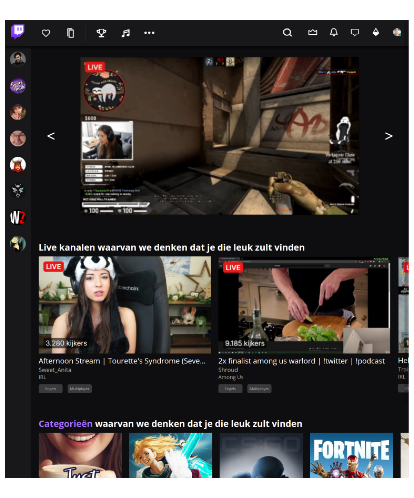 LIVE
Live kanalen waarvan we denken dat je die leuk zult vinden
LIVE
3.280 kijkers
Afternoon Stream | Tourette's Syndrome (Seve...
Sweet_Anita
IRL
LIVE
9.185 kijkers
2x finalist among us warlord | !twitter | !podcast
Shroud
Among Us
Categorieën waarvan we denken dat je die leuk zult vinden
Just
FORTNITE